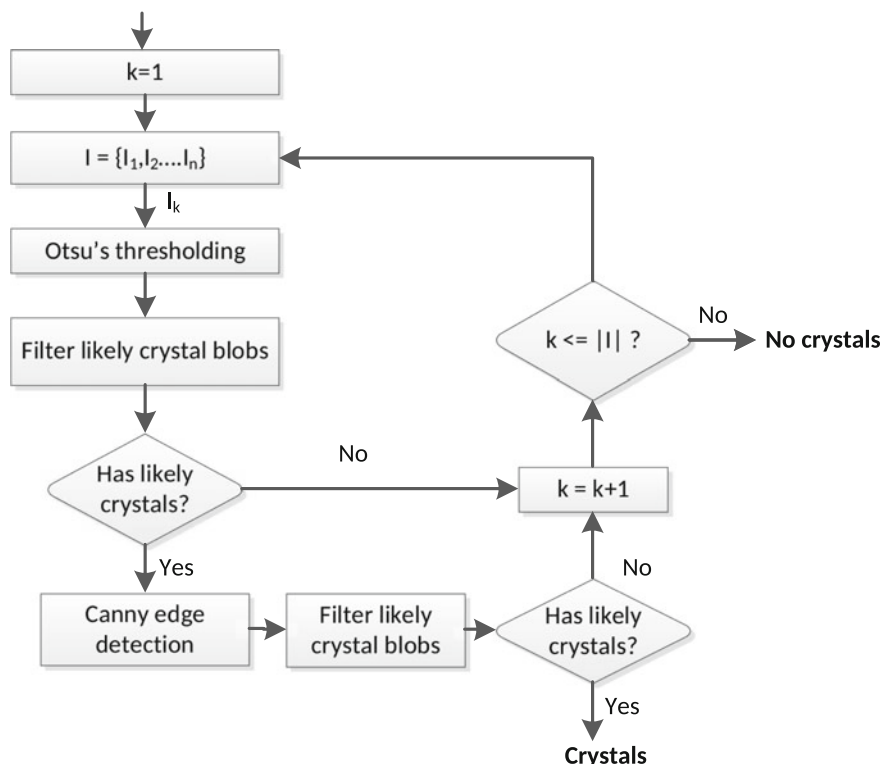 k=1
I = {I₁,I₂....Iₙ}
Iₖ
Otsu's thresholding
Filter likely crystal blobs
Has likely
crystals?
No
Yes
Canny edge
detection
Filter likely
crystal blobs
Has likely
crystals?
No
Yes
Crystals
k = k+1
k <= |I| ?
No
No crystals